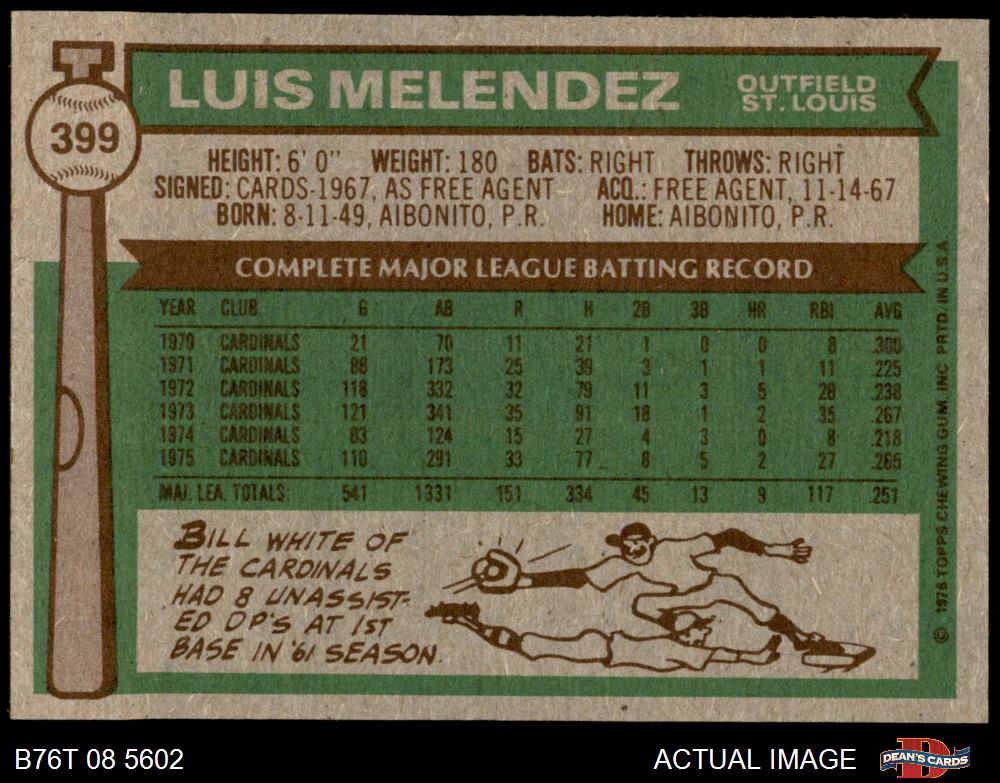 399
LUIS MELENDEZ
OUTFIELD
ST. LOUIS
HEIGHT: 6' 0" WEIGHT: 180 BATS: RIGHT THROWS: RIGHT
SIGNED: CARDS-1967, AS FREE AGENT ACQ.: FREE AGENT, 11-14-67
BORN: 8-11-49, AIBONITO, P.R. HOME: AIBONITO, P.R.
COMPLETE MAJOR LEAGUE BATTING RECORD
YEAR CLUB G AB R H 2B 3B HR RBI AVG
1970 CARDINALS 21 70 11 21 1 0 0 8 .300
1971 CARDINALS 88 173 25 39 3 1 1 11 .225
1972 CARDINALS 118 332 32 79 11 3 5 28 .238
1973 CARDINALS 121 341 35 91 18 1 2 35 .267
1974 CARDINALS 83 124 15 27 4 3 0 8 .218
1975 CARDINALS 110 291 33 77 8 5 2 27 .265
MAJ. LEA. TOTALS: 541 1331 151 334 45 13 9 117 .251
BILL WHITE OF
THE CARDINALS
HAD 8 UNASSIST-
ED DP'S AT 1ST
BASE IN '61 SEASON.
© 1976 TOPPS CHEWING GUM, INC PRTD. IN U.S.A.
B76T 08 5602
ACTUAL IMAGE
DEAN'S CARDS